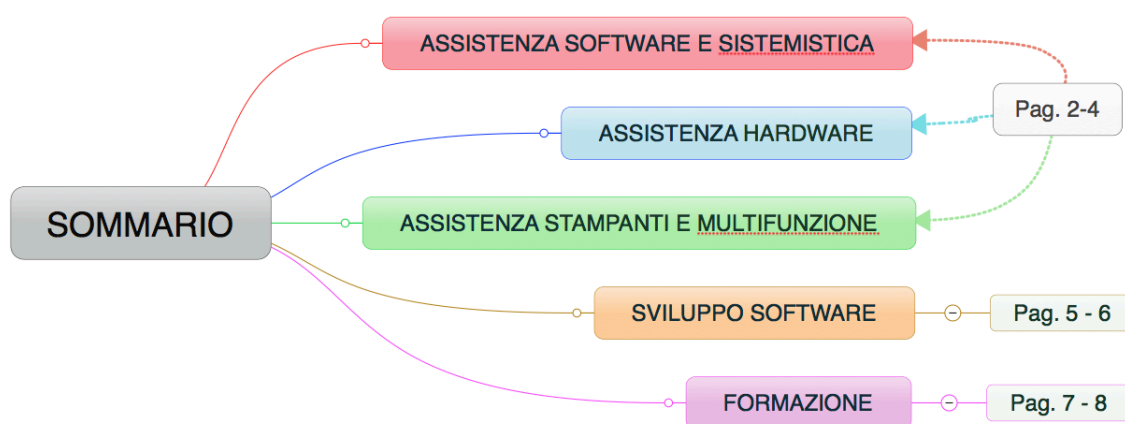 ASSISTENZA SOFTWARE E SISTEMISTICA
Pag. 2-4
ASSISTENZA HARDWARE
SOMMARIO
ASSISTENZA STAMPANTI E MULTIFUNZIONE
SVILUPPO SOFTWARE
Pag. 5 - 6
FORMAZIONE
Pag. 7 - 8